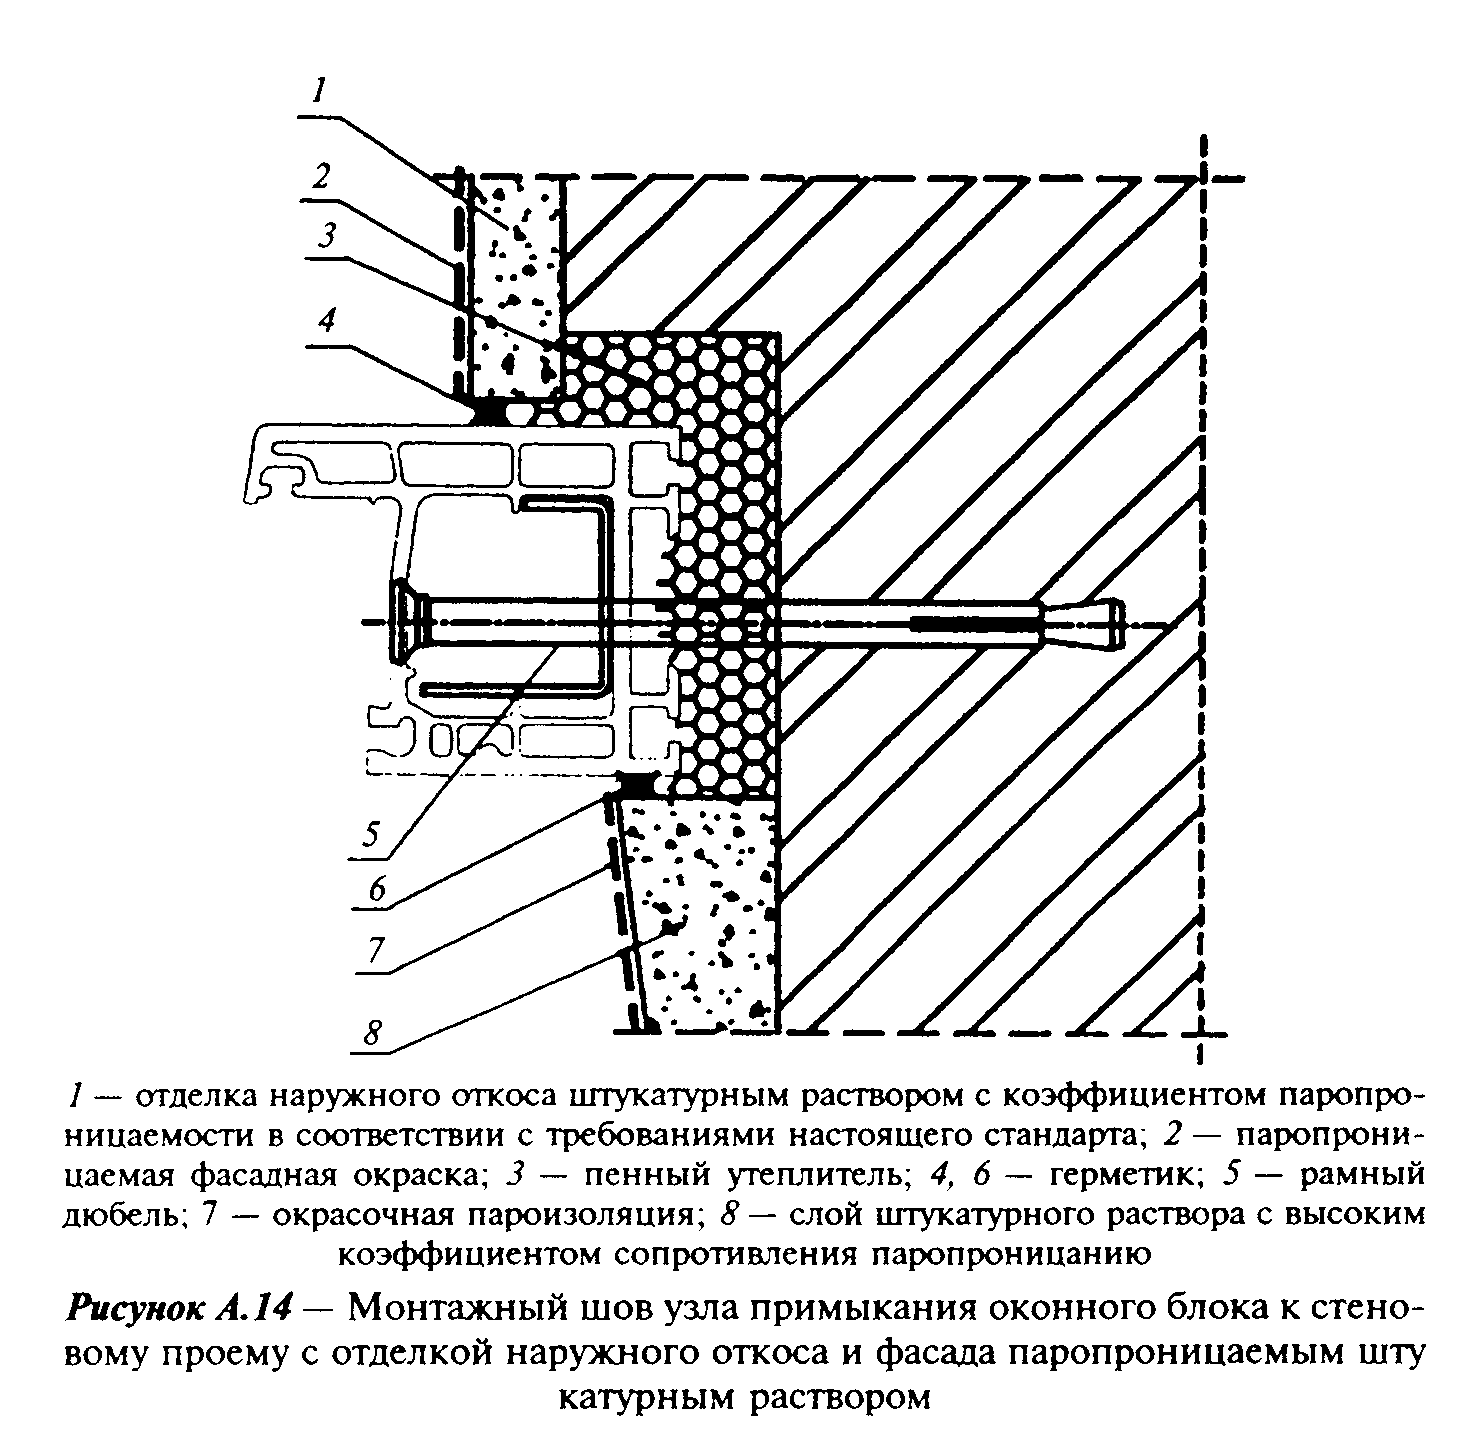 1
2
3
4
5
6
7
8
1 — отделка наружного откоса штукатурным раствором с коэффициентом паропро-
ницаемости в соответствии с требованиями настоящего стандарта; 2 — паропрони-
цаемая фасадная окраска; 3 — пенный утеплитель; 4, 6 — герметик; 5 — рамный
дюбель; 7 — окрасочная пароизоляция; 8 — слой штукатурного раствора с высоким
коэффициентом сопротивления паропроницанию
Рисунок А.14 — Монтажный шов узла примыкания оконного блока к стено-
вому проему с отделкой наружного откоса и фасада паропроницаемым шту
катурным раствором